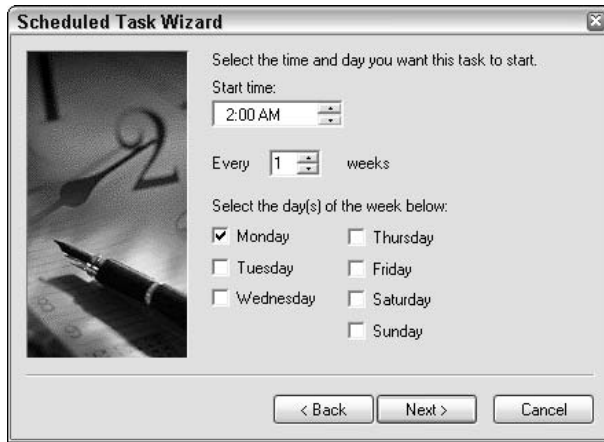 Scheduled Task Wizard
Select the time and day you want this task to start.
Start time:
2:00 AM
Every 1 weeks
Select the day(s) of the week below:
Monday
Thursday
Tuesday
Friday
Wednesday
Saturday
Sunday
< Back
Next >
Cancel
2